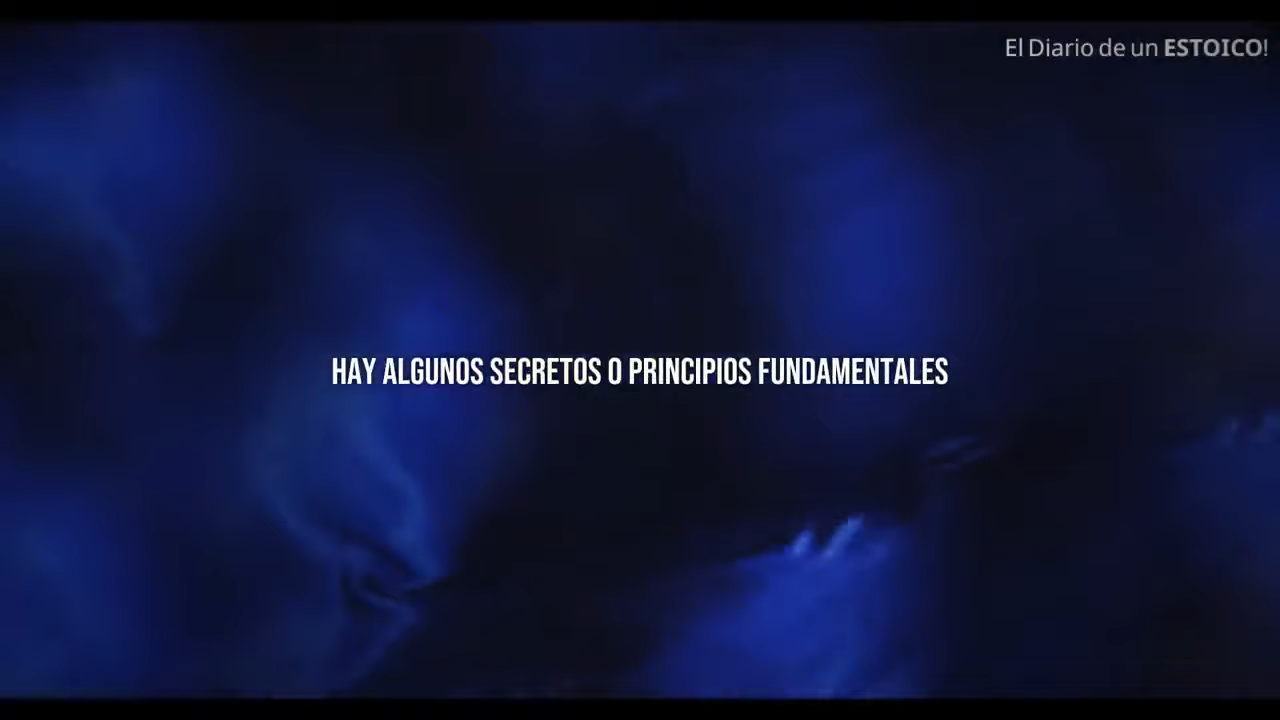 El Diario de un ESTOICO!
HAY ALGUNOS SECRETOS O PRINCIPIOS FUNDAMENTALES